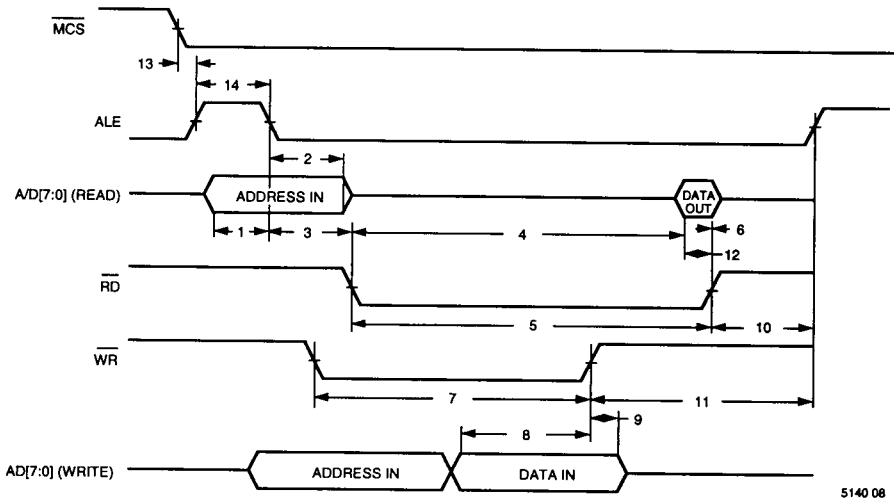 MCS
13
14
ALE
2
A/D[7:0] (READ)
ADDRESS IN
DATA OUT
1
3
4
6
12
RD
5
10
WR
7
11
8
9
AD[7:0] (WRITE)
ADDRESS IN
DATA IN
5140 08